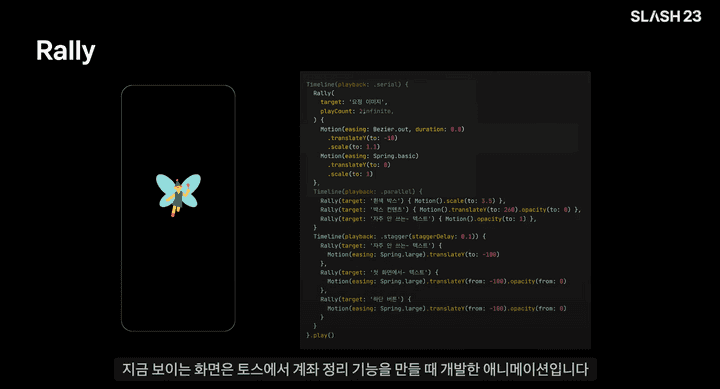 SLASH 23
Rally
Timeline(playback: .serial) {
Rally(
target: '요정 이미지',
playCount: .infinite,
) {
Motion(easing: Bezier.out, duration: 0.8)
.translateY(to: -10)
.scale(to: 1.1)
Motion(easing: Spring.basic)
.translateY(to: 0)
.scale(to: 1)
},
Timeline(playback: .parallel) {
Rally(target: '흰색 박스') { Motion().scale(to: 3.5) },
Rally(target: '박스 컨텐츠') { Motion().translateY(to: 260).opacity(to: 0) },
Rally(target: '자주 안 쓰는~ 텍스트') { Motion().opacity(to: 1) },
}
Timeline(playback: .stagger(staggerDelay: 0.1)) {
Rally(target: '자주 안 쓰는~ 텍스트') {
Motion(easing: Spring.large).translateY(to: -100)
},
Rally(target: '첫 화면에서~ 텍스트') {
Motion(easing: Spring.large).translateY(from: -100).opacity(from: 0)
},
Rally(target: '하단 버튼') {
Motion(easing: Spring.large).translateY(from: -100).opacity(from: 0)
}
}
}.play()
지금 보이는 화면은 토스에서 계좌 정리 기능을 만들 때 개발한 애니메이션입니다